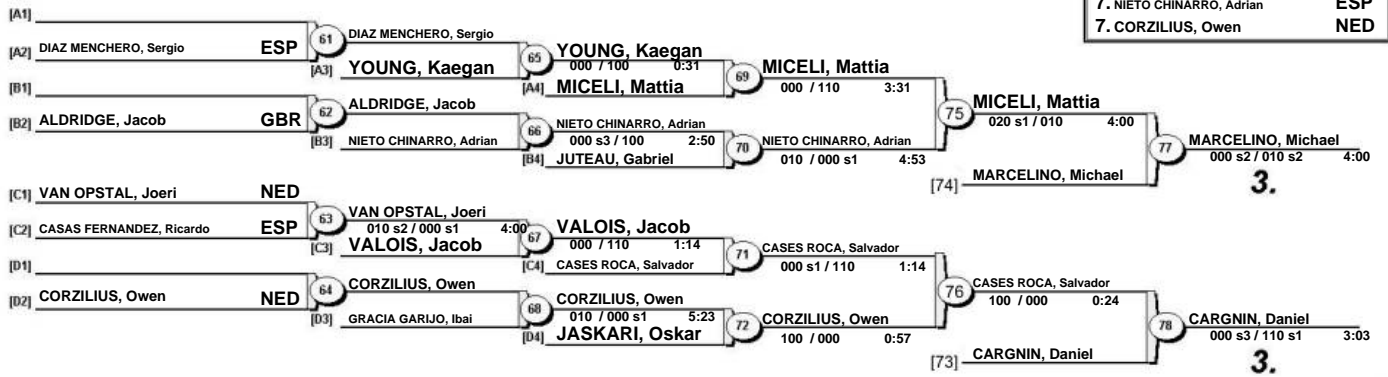 7. NIETO CHINARRO, Adrian ESP
7. CORZILIUS, Owen NED
[A1]
[A2] DIAZ MENCHERO, Sergio ESP
61
DIAZ MENCHERO, Sergio
[A3] YOUNG, Kaegan
65
YOUNG, Kaegan
000 / 100 0:31
[A4] MICELI, Mattia
69
MICELI, Mattia
000 / 110 3:31
[B1]
[B2] ALDRIDGE, Jacob GBR
62
ALDRIDGE, Jacob
[B3] NIETO CHINARRO, Adrian
66
NIETO CHINARRO, Adrian
000 s3 / 100 2:50
[B4] JUTEAU, Gabriel
70
NIETO CHINARRO, Adrian
010 / 000 s1 4:53
75
MICELI, Mattia
020 s1 / 010 4:00
[74] MARCELINO, Michael
77
MARCELINO, Michael
000 s2 / 010 s2 4:00
3.
[C1] VAN OPSTAL, Joeri NED
[C2] CASAS FERNANDEZ, Ricardo ESP
63
VAN OPSTAL, Joeri
010 s2 / 000 s1 4:00
[C3] VALOIS, Jacob
67
VALOIS, Jacob
000 / 110 1:14
[C4] CASES ROCA, Salvador
71
CASES ROCA, Salvador
000 s1 / 110 1:14
[D1]
[D2] CORZILIUS, Owen NED
64
CORZILIUS, Owen
[D3] GRACIA GARIJO, Ibai
68
CORZILIUS, Owen
010 / 000 s1 5:23
[D4] JASKARI, Oskar
72
CORZILIUS, Owen
100 / 000 0:57
76
CASES ROCA, Salvador
100 / 000 0:24
[73] CARGNIN, Daniel
78
CARGNIN, Daniel
000 s3 / 110 s1 3:03
3.